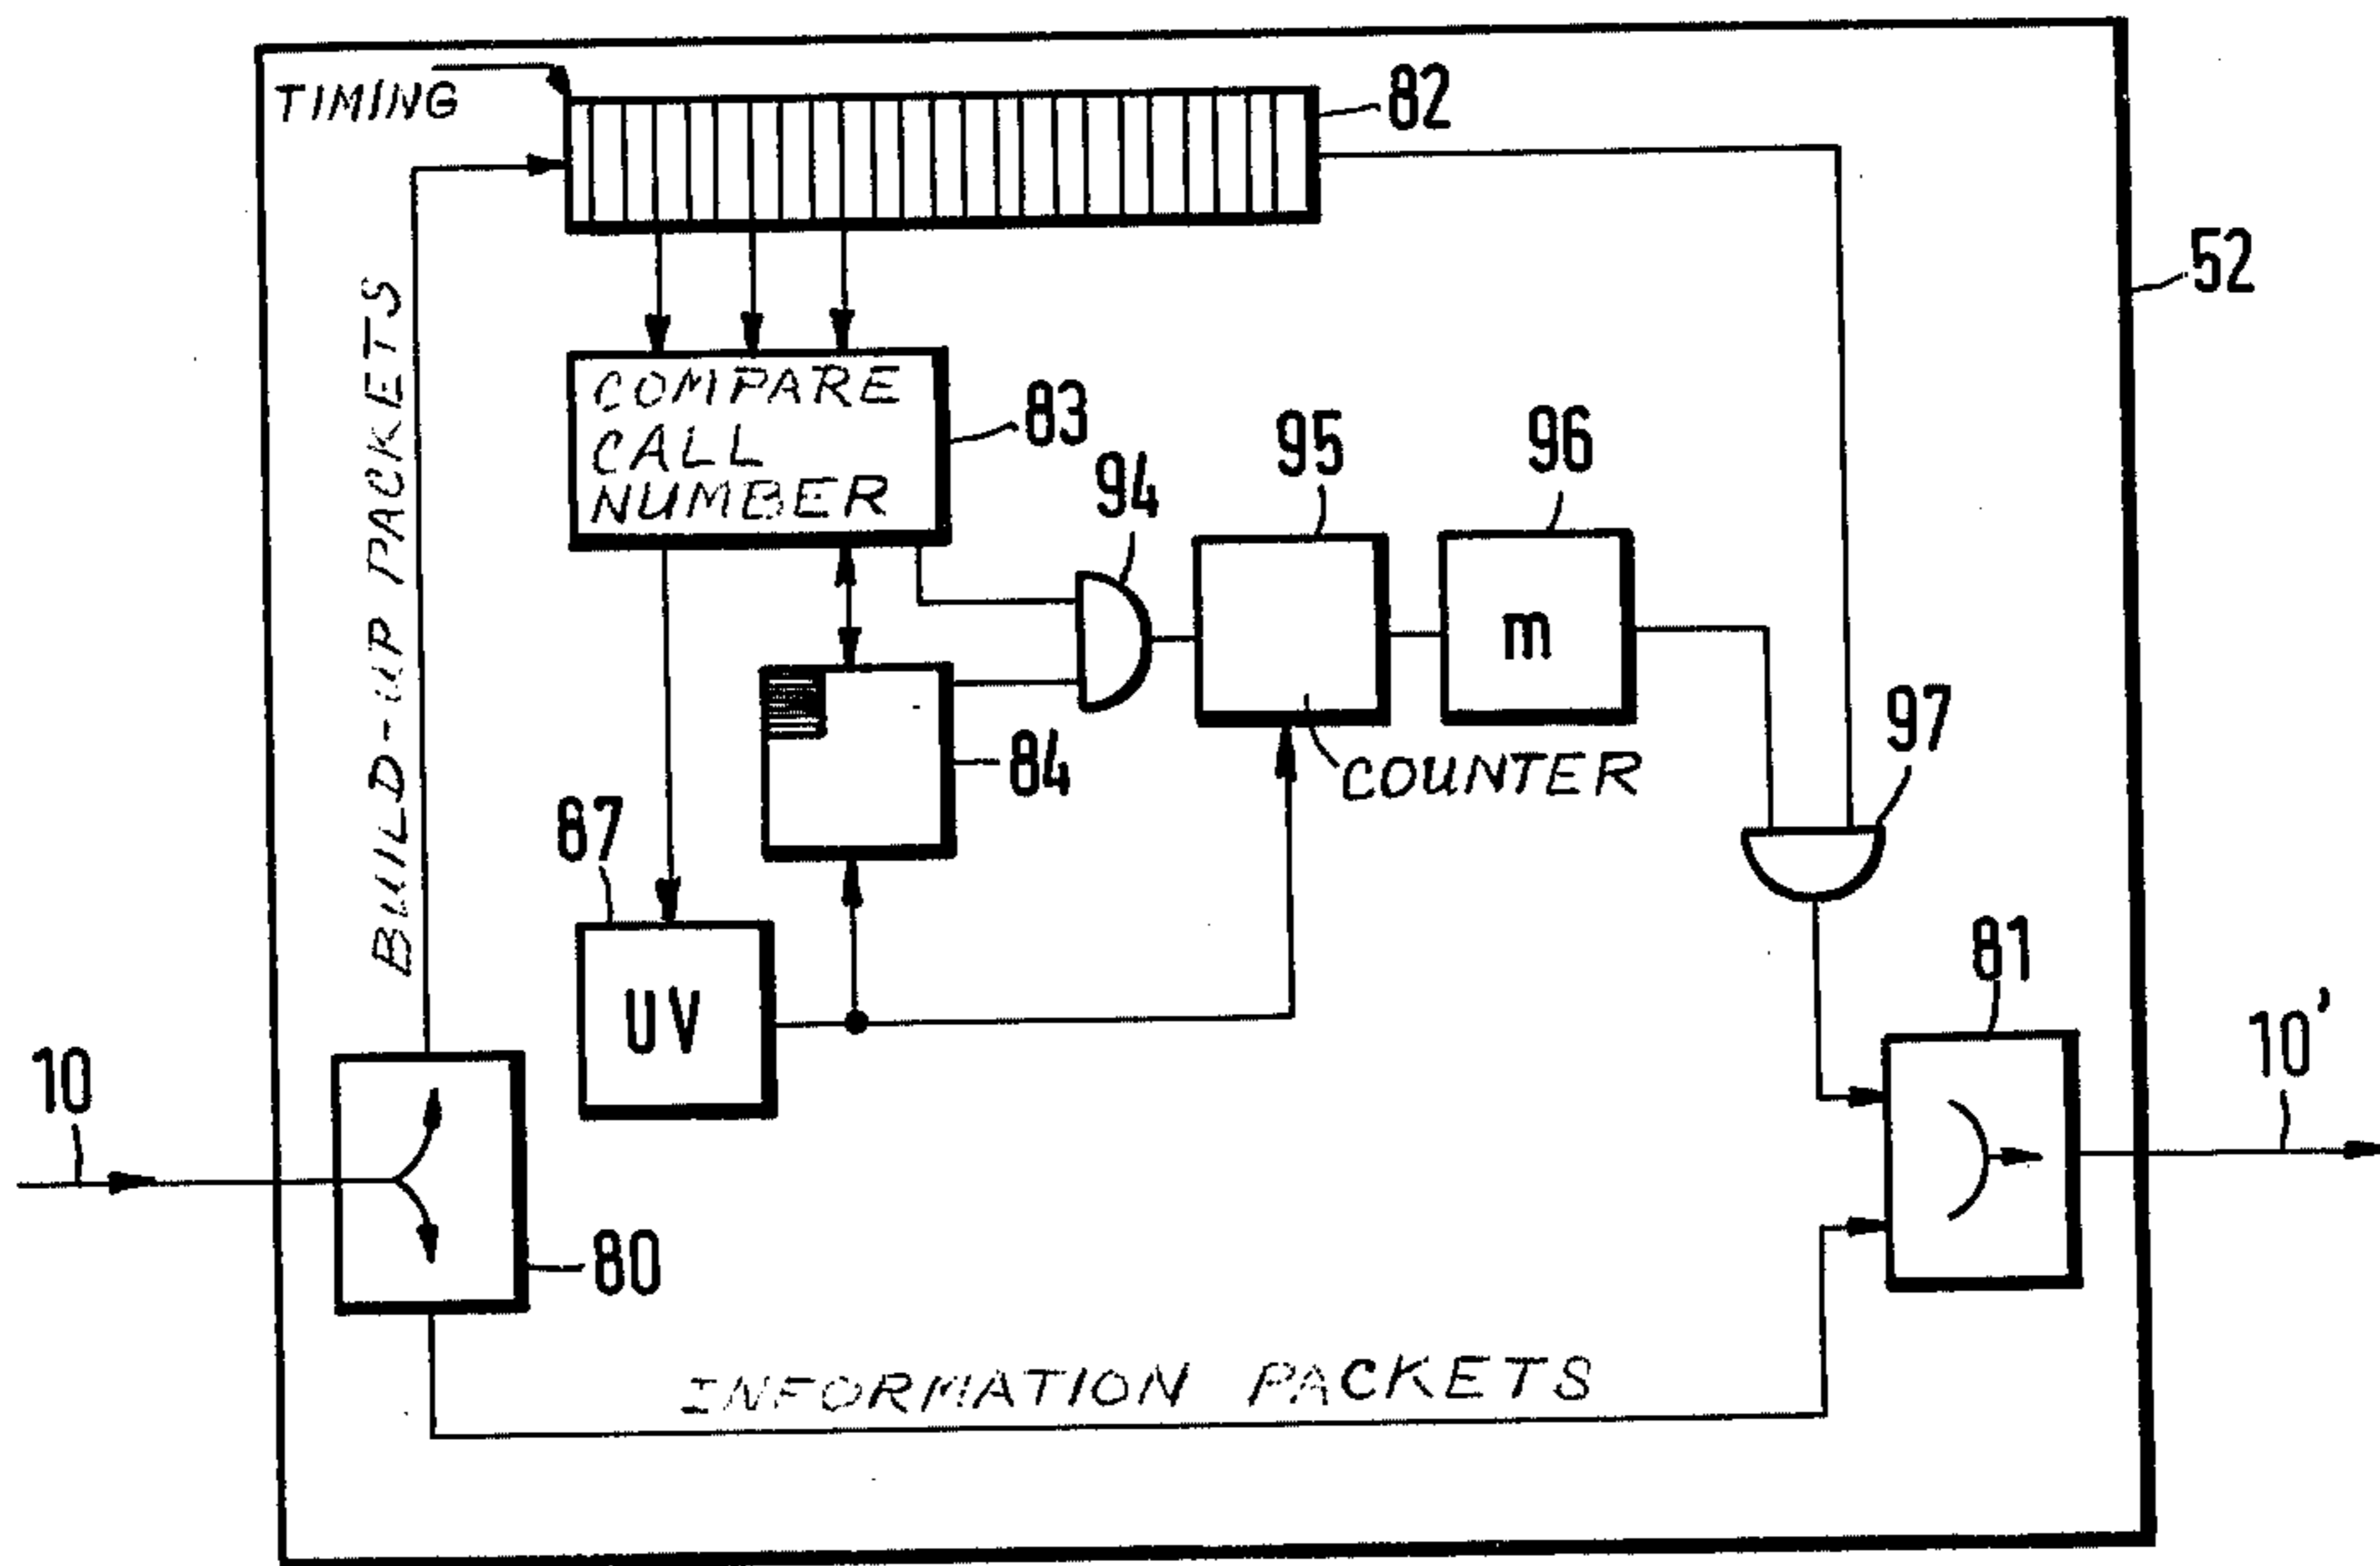 TIMING
82
52
BUILD-UP PACKETS
COMPARE
CALL
NUMBER
83
94
95
96
m
97
84
COUNTER
87
UV
81
10
10'
80
INFORMATION PACKETS